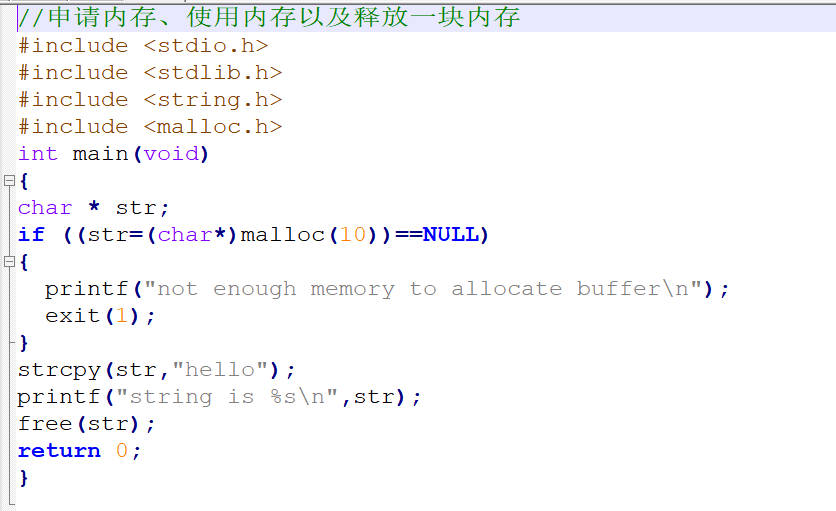 //申请内存、使用内存以及释放一块内存
#include <stdio.h>
#include <stdlib.h>
#include <string.h>
#include <malloc.h>
int main(void)
{
char * str;
if ((str=(char*)malloc(10))==NULL)
{
  printf("not enough memory to allocate buffer\n");
  exit(1);
}
strcpy(str,"hello");
printf("string is %s\n",str);
free(str);
return 0;
}